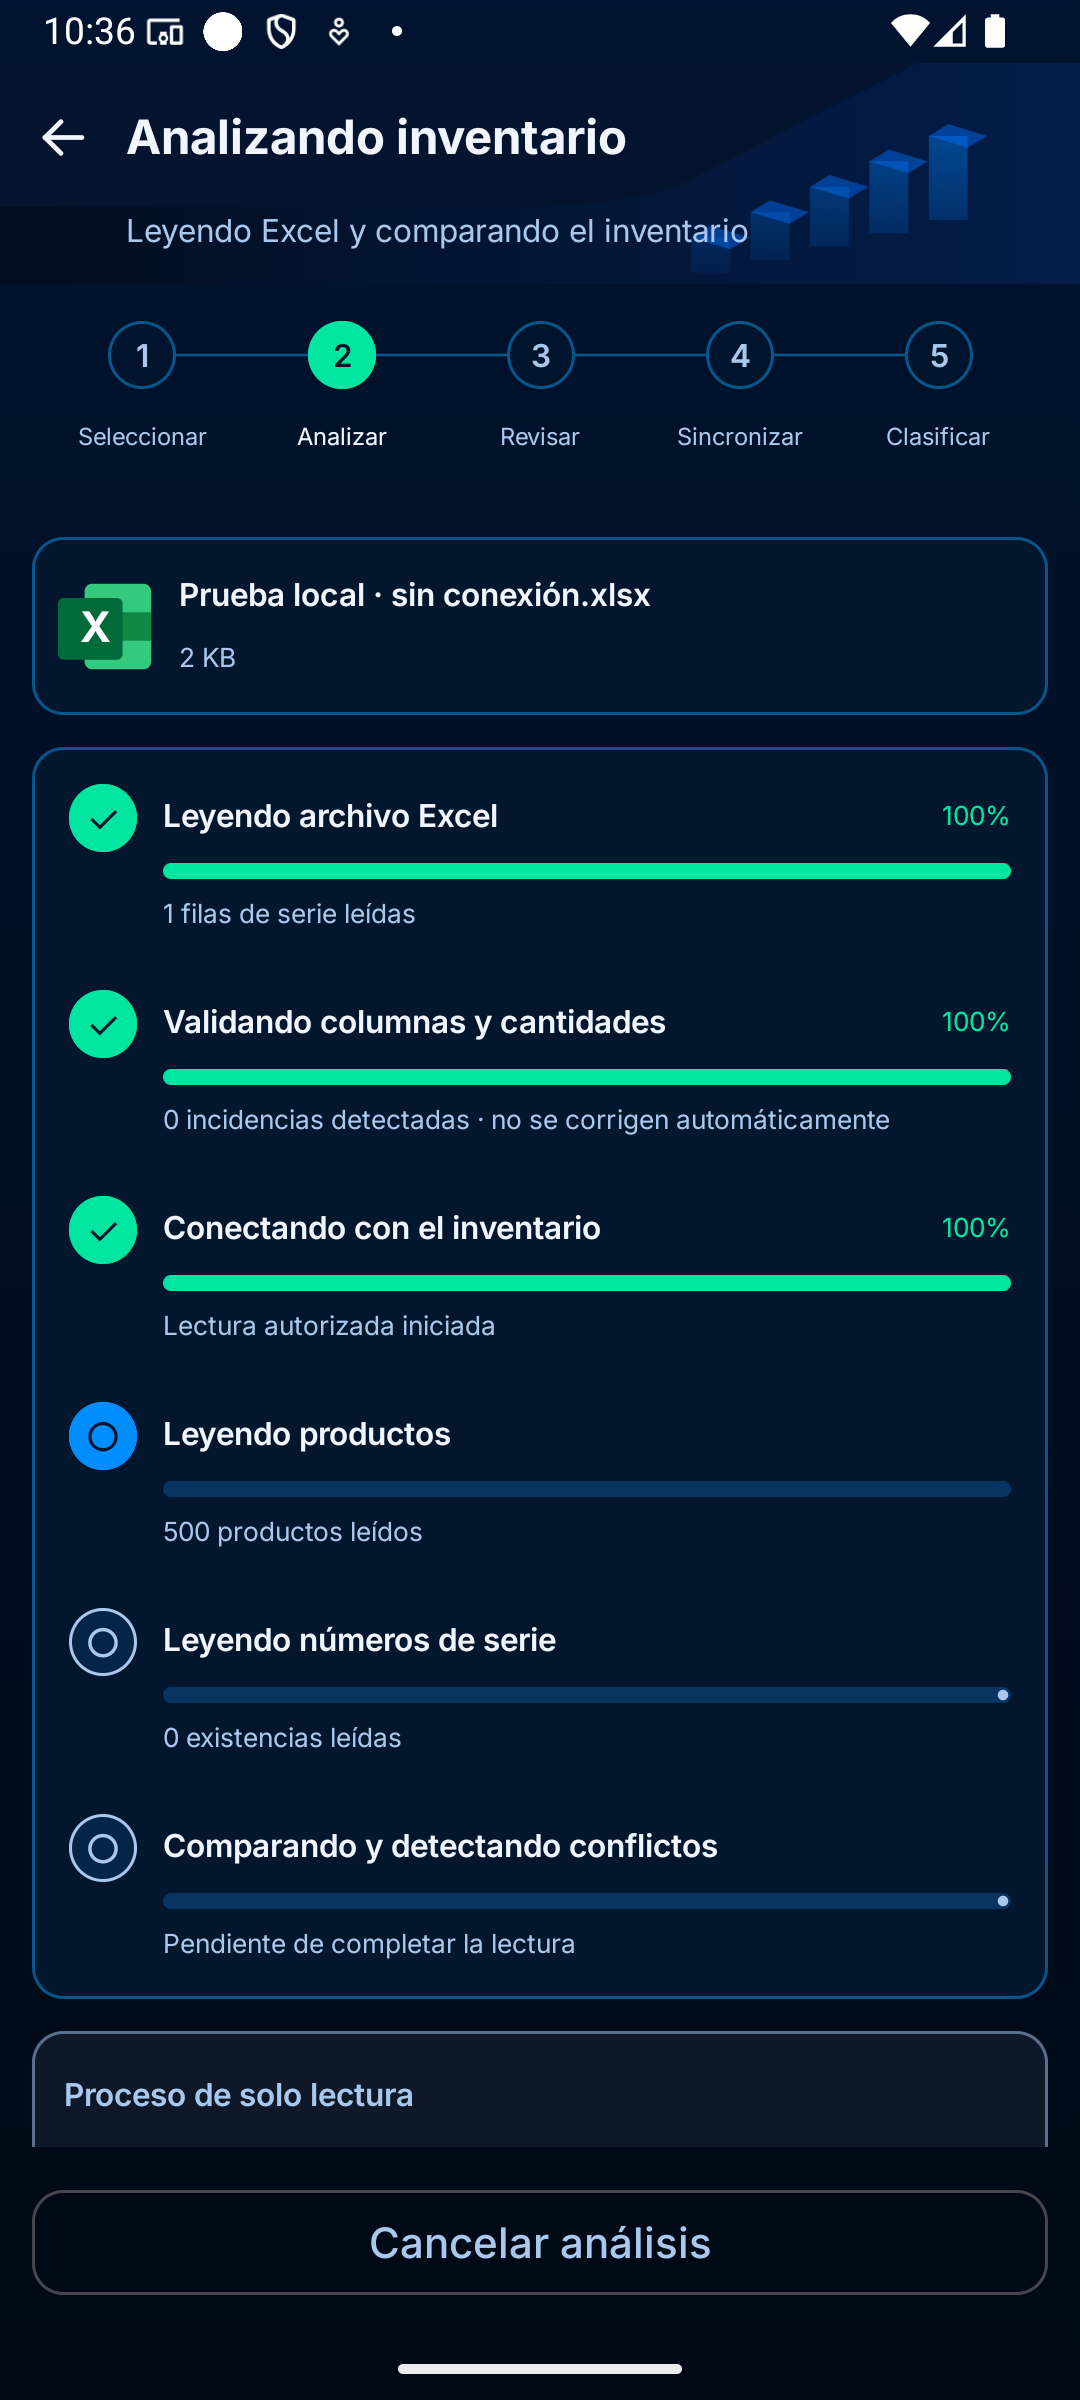 10:36
Analizando inventario
Leyendo Excel y comparando el inventario
1
2
3
4
5
Seleccionar
Analizar
Revisar
Sincronizar
Clasificar
X
Prueba local · sin conexión.xlsx
2 KB
Leyendo archivo Excel
100%
1 filas de serie leídas
Validando columnas y cantidades
100%
0 incidencias detectadas · no se corrigen automáticamente
Conectando con el inventario
100%
Lectura autorizada iniciada
Leyendo productos
500 productos leídos
Leyendo números de serie
0 existencias leídas
Comparando y detectando conflictos
Pendiente de completar la lectura
Proceso de solo lectura
Cancelar análisis